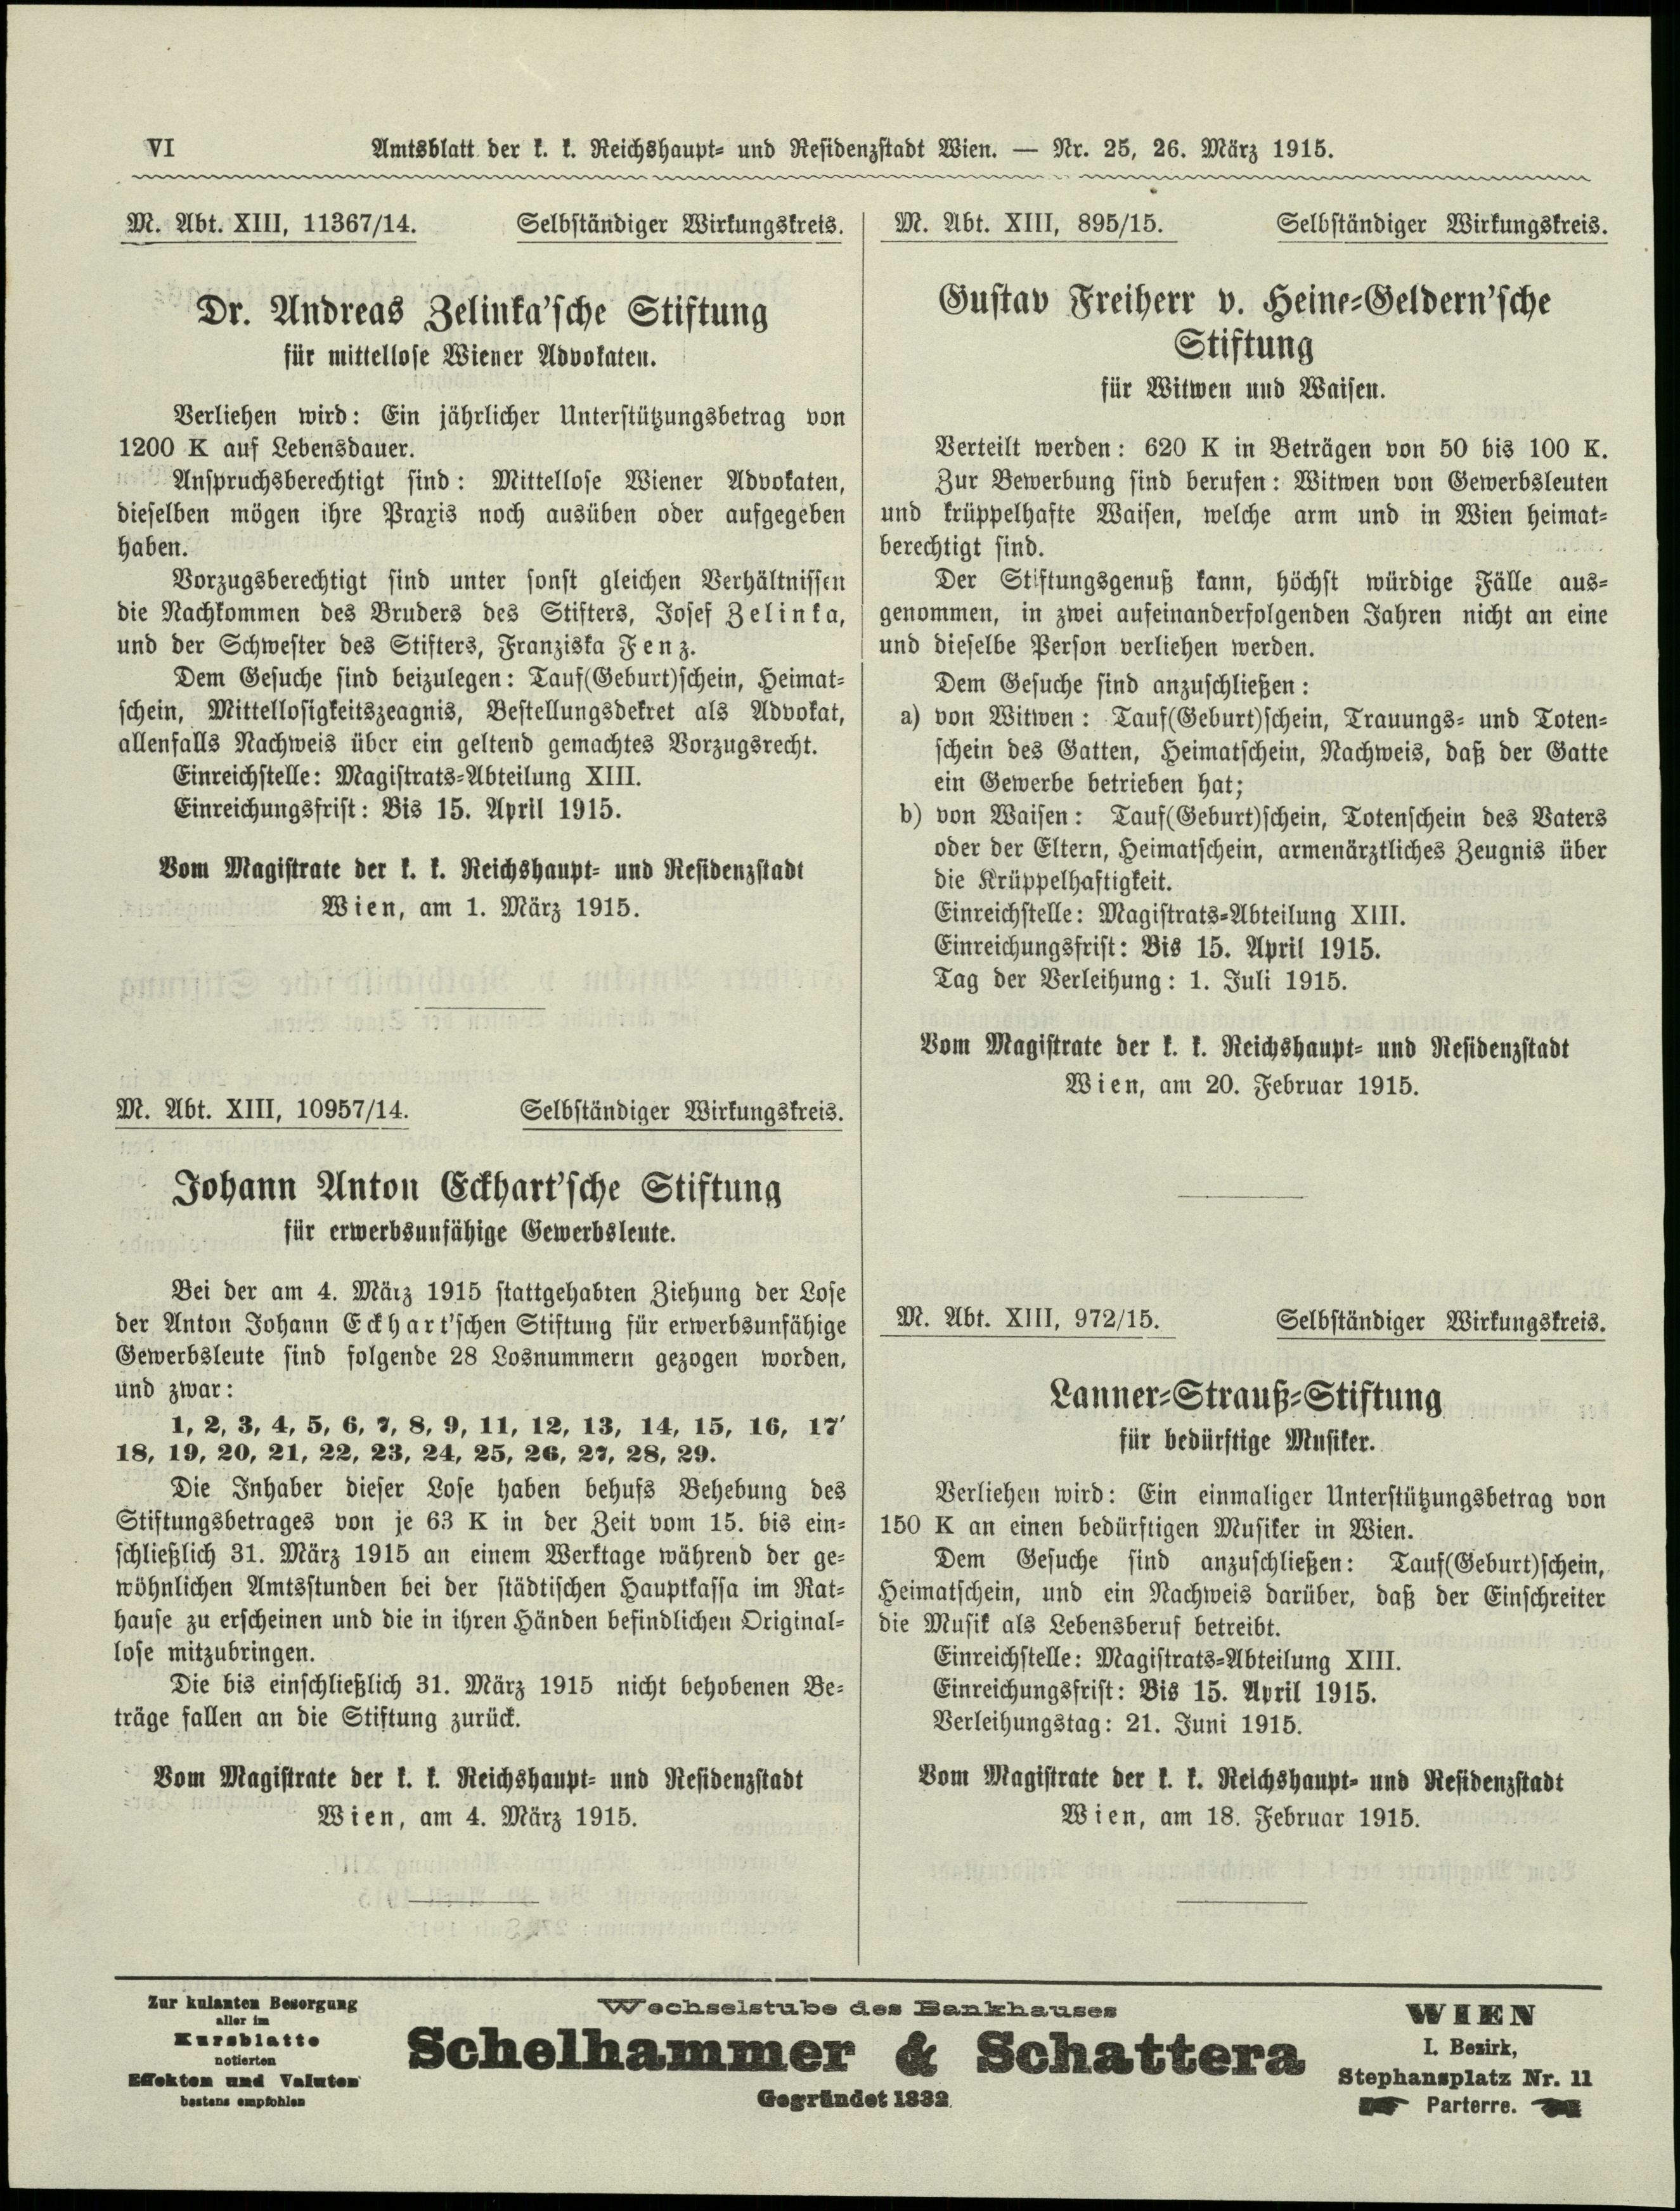 VI
Amtsblatt der k. k. Reichshaupt- und Residenzstadt Wien. — Nr. 25, 26. März 1915.
M. Abt. XIII, 11367/14. Selbständiger Wirkungskreis.
Dr. Andreas Zelinka'sche Stiftung
für mittellose Wiener Advokaten.
Verliehen wird: Ein jährlicher Unterstützungsbetrag von
1200 K auf Lebensdauer.
Anspruchsberechtigt sind: Mittellose Wiener Advokaten,
dieselben mögen ihre Praxis noch ausüben oder aufgegeben
haben.
Vorzugsberechtigt sind unter sonst gleichen Verhältnissen
die Nachkommen des Bruders des Stifters, Josef Zelinka,
und der Schwester des Stifters, Franziska Fenz.
Dem Gesuche sind beizulegen: Tauf(Geburt)schein, Heimat-
schein, Mittellosigkeitszeagnis, Bestellungsdekret als Advokat,
allenfalls Nachweis über ein geltend gemachtes Vorzugsrecht.
Einreichstelle: Magistrats-Abteilung XIII.
Einreichungsfrist: Bis 15. April 1915.
Vom Magistrate der k. k. Reichshaupt- und Residenzstadt
Wien, am 1. März 1915.
M. Abt. XIII, 10957/14. Selbständiger Wirkungskreis.
Johann Anton Eckhart'sche Stiftung
für erwerbsunfähige Gewerbsleute.
Bei der am 4. März 1915 stattgehabten Ziehung der Lose
der Anton Johann Eckhart'schen Stiftung für erwerbsunfähige
Gewerbsleute sind folgende 28 Losnummern gezogen worden,
und zwar:
1, 2, 3, 4, 5, 6, 7, 8, 9, 11, 12, 13, 14, 15, 16, 17'
18, 19, 20, 21, 22, 23, 24, 25, 26, 27, 28, 29.
Die Inhaber dieser Lose haben behufs Behebung des
Stiftungsbetrages von je 63 K in der Zeit vom 15. bis ein-
schließlich 31. März 1915 an einem Werktage während der ge-
wöhnlichen Amtsstunden bei der städtischen Hauptkassa im Rat-
hause zu erscheinen und die in ihren Händen befindlichen Original-
lose mitzubringen.
Die bis einschließlich 31. März 1915 nicht behobenen Be-
träge fallen an die Stiftung zurück.
Vom Magistrate der k. k. Reichshaupt- und Residenzstadt
Wien, am 4. März 1915.
M. Abt. XIII, 895/15. Selbständiger Wirkungskreis.
Gustav Freiherr v. Heine-Geldern'sche
Stiftung
für Witwen und Waisen.
Verteilt werden: 620 K in Beträgen von 50 bis 100 K.
Zur Bewerbung sind berufen: Witwen von Gewerbsleuten
und krüppelhafte Waisen, welche arm und in Wien heimat-
berechtigt sind.
Der Stiftungsgenuß kann, höchst würdige Fälle aus-
genommen, in zwei aufeinanderfolgenden Jahren nicht an eine
und dieselbe Person verliehen werden.
Dem Gesuche sind anzuschließen:
a) von Witwen: Tauf(Geburt)schein, Trauungs- und Toten-
schein des Gatten, Heimatschein, Nachweis, daß der Gatte
ein Gewerbe betrieben hat;
b) von Waisen: Tauf(Geburt)schein, Totenschein des Vaters
oder der Eltern, Heimatschein, armenärztliches Zeugnis über
die Krüppelhaftigkeit.
Einreichstelle: Magistrats-Abteilung XIII.
Einreichungsfrist: Bis 15. April 1915.
Tag der Verleihung: 1. Juli 1915.
Vom Magistrate der k. k. Reichshaupt- und Residenzstadt
Wien, am 20. Februar 1915.
M. Abt. XIII, 972/15. Selbständiger Wirkungskreis.
Lanner-Strauß-Stiftung
für bedürftige Musiker.
Verliehen wird: Ein einmaliger Unterstützungsbetrag von
150 K an einen bedürftigen Musiker in Wien.
Dem Gesuche sind anzuschließen: Tauf(Geburt)schein,
Heimatschein, und ein Nachweis darüber, daß der Einschreiter
die Musik als Lebensberuf betreibt.
Einreichstelle: Magistrats-Abteilung XIII.
Einreichungsfrist: Bis 15. April 1915.
Verleihungstag: 21. Juni 1915.
Vom Magistrate der k. k. Reichshaupt- und Residenzstadt
Wien, am 18. Februar 1915.
Zur kulanten Besorgung
aller im
Kursblatte
notierten
Effekten und Valuten
bestens empfohlen
Wechselstube des Bankhauses
Schelhammer & Schattera
Gegründet 1832
WIEN
I. Bezirk,
Stephansplatz Nr. 11
Parterre.